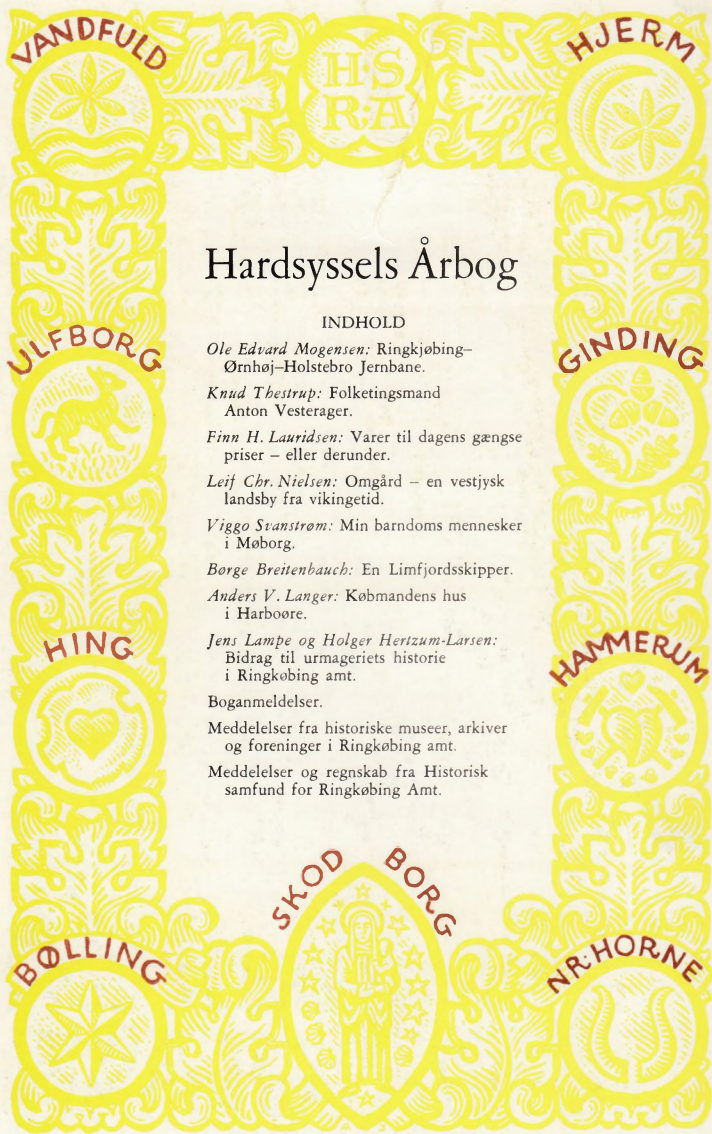 VANDFULD
HS
RA
HJERM
Hardsyssels Årbog
INDHOLD
Ole Edvard Mogensen: Ringkjøbing–
Ørnhøj–Holstebro Jernbane.
Knud Thestrup: Folketingsmand
Anton Vesterager.
Finn H. Lauridsen: Varer til dagens gængse
priser – eller derunder.
Leif Chr. Nielsen: Omgård – en vestjysk
landsby fra vikingetid.
Viggo Svanstrøm: Min barndoms mennesker
i Møborg.
Børge Breitenbauch: En Limfjordsskipper.
Anders V. Langer: Købmandens hus
i Harboøre.
Jens Lampe og Holger Hertzum-Larsen:
Bidrag til urmageriets historie
i Ringkøbing amt.
Boganmeldelser.
Meddelelser fra historiske museer, arkiver
og foreninger i Ringkøbing amt.
Meddelelser og regnskab fra Historisk
samfund for Ringkøbing Amt.
ULFBORG
GINDING
HING
HAMMERUM
SKOD BORG
BØLLING
NR: HORNE